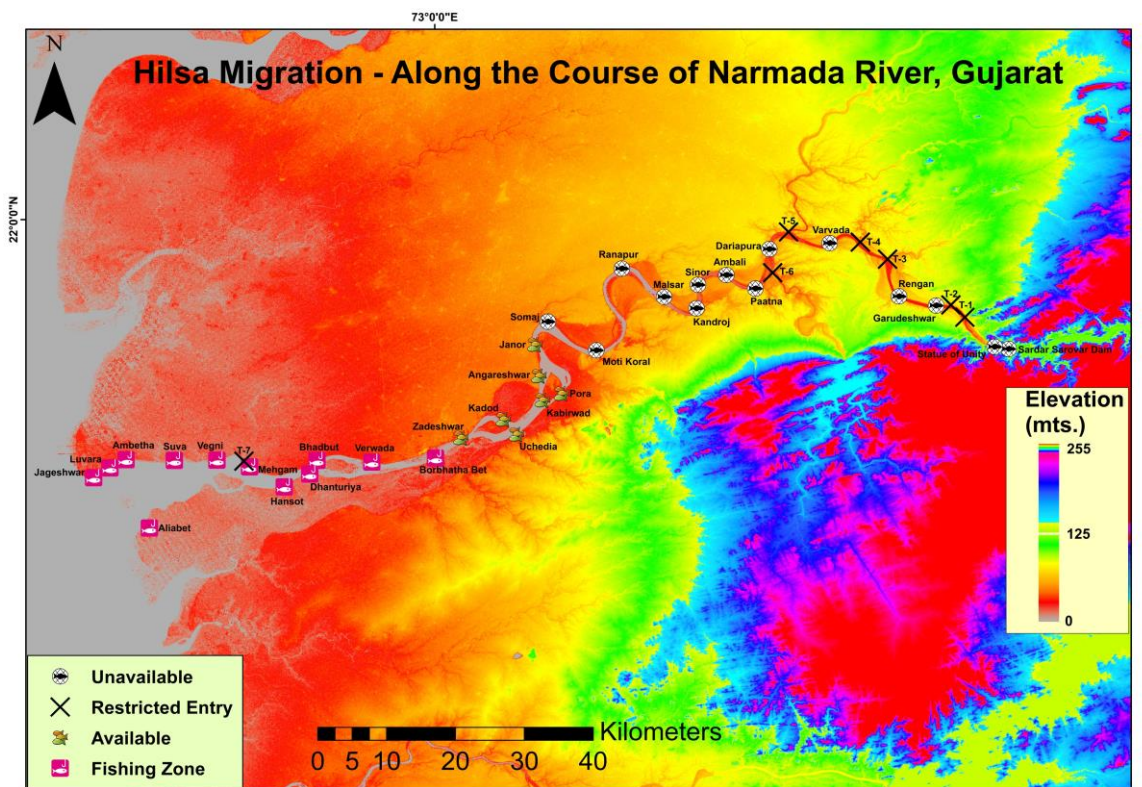 73°0'0"E
N
Hilsa Migration - Along the Course of Narmada River, Gujarat
22°0'0"N
T-5
Varvada
T-4
Dariapura
T-3
Ranapur
Ambali
Sinor
T-6
Malsar
Paatna
Rengan
T-2
T-1
Garudeshwar
Kandroj
Somaj
Janor
Moti Koral
Statue of Unity
Sardar Sarovar Dam
Angareshwar
Pora
Kabirwad
Kadod
Zadeshwar
Uchedia
Ambetha
Suva
Vegni
T-7
Bhadbut
Verwada
Borbhatha Bet
Luvara
Jageshwar
Mehgam
Dhanturiya
Hansot
Aliabet
Elevation
(mts.)
255
125
0
Unavailable
Restricted Entry
Available
Fishing Zone
Kilometers
0 5 10 20 30 40